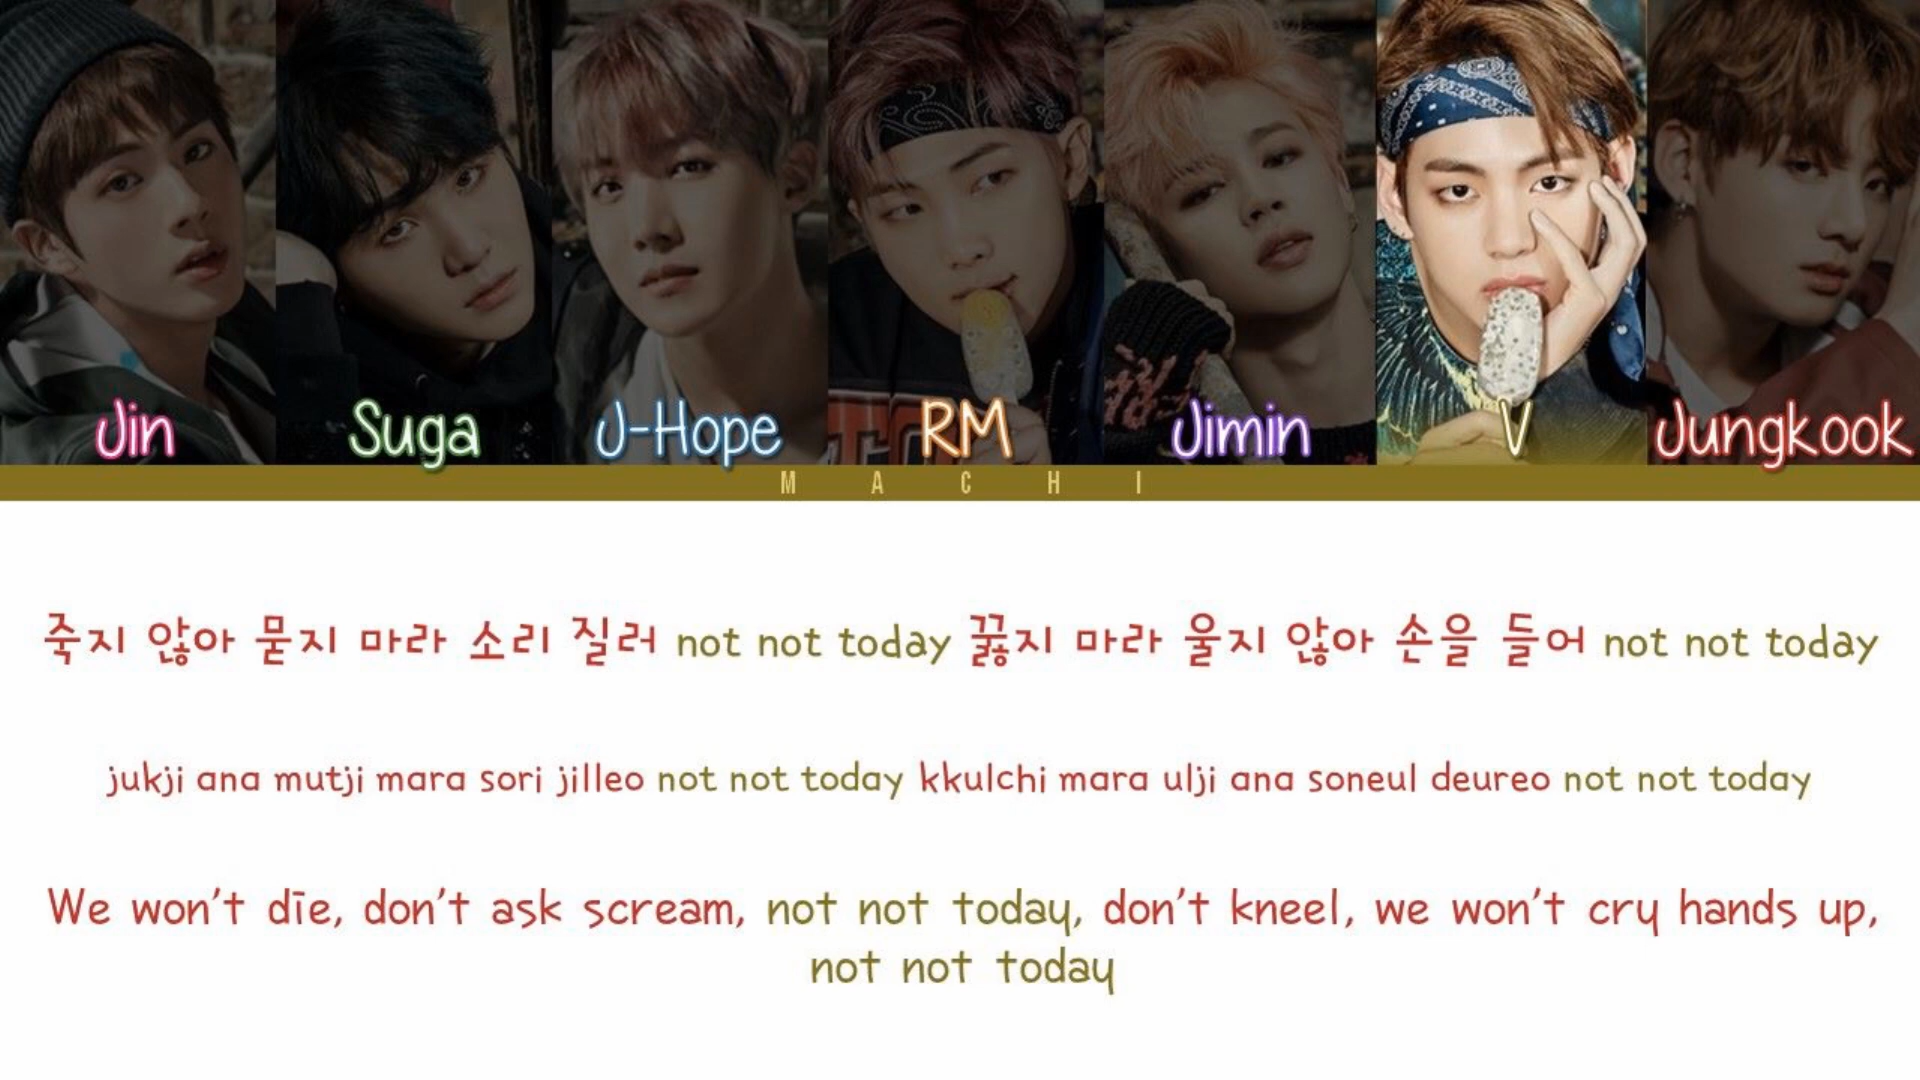 Jin Suga J-Hope RM Jimin V Jungkook
M A C H I
죽지 않아 묻지 마라 소리 질러 not not today 꿇지 마라 울지 않아 손을 들어 not not today
jukji ana mutji mara sori jilleo not not today kkulchi mara ulji ana soneul deureo not not today
We won't die, don't ask scream, not not today, don't kneel, we won't cry hands up,
not not today